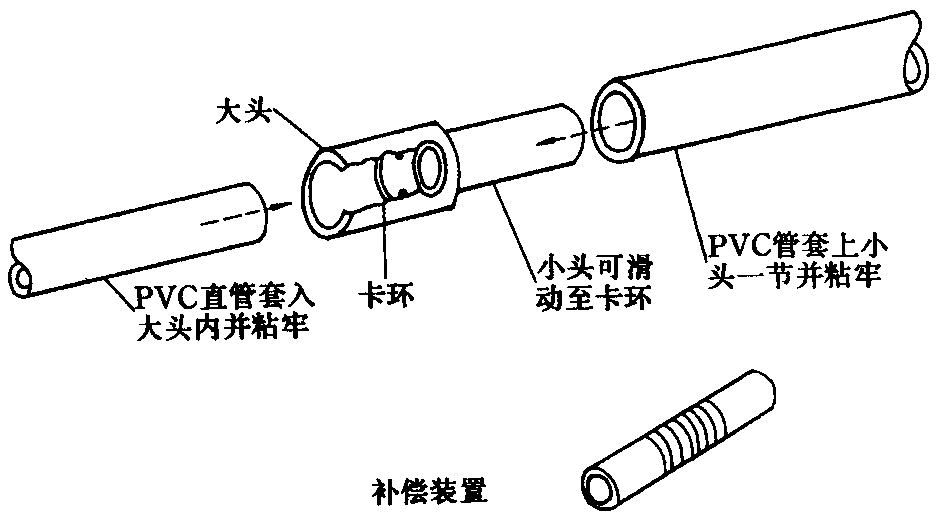 大头
PVC管套上小
头一节并粘牢
小头可滑
动至卡环
卡环
PVC直管套入
大头内并粘牢
补偿装置